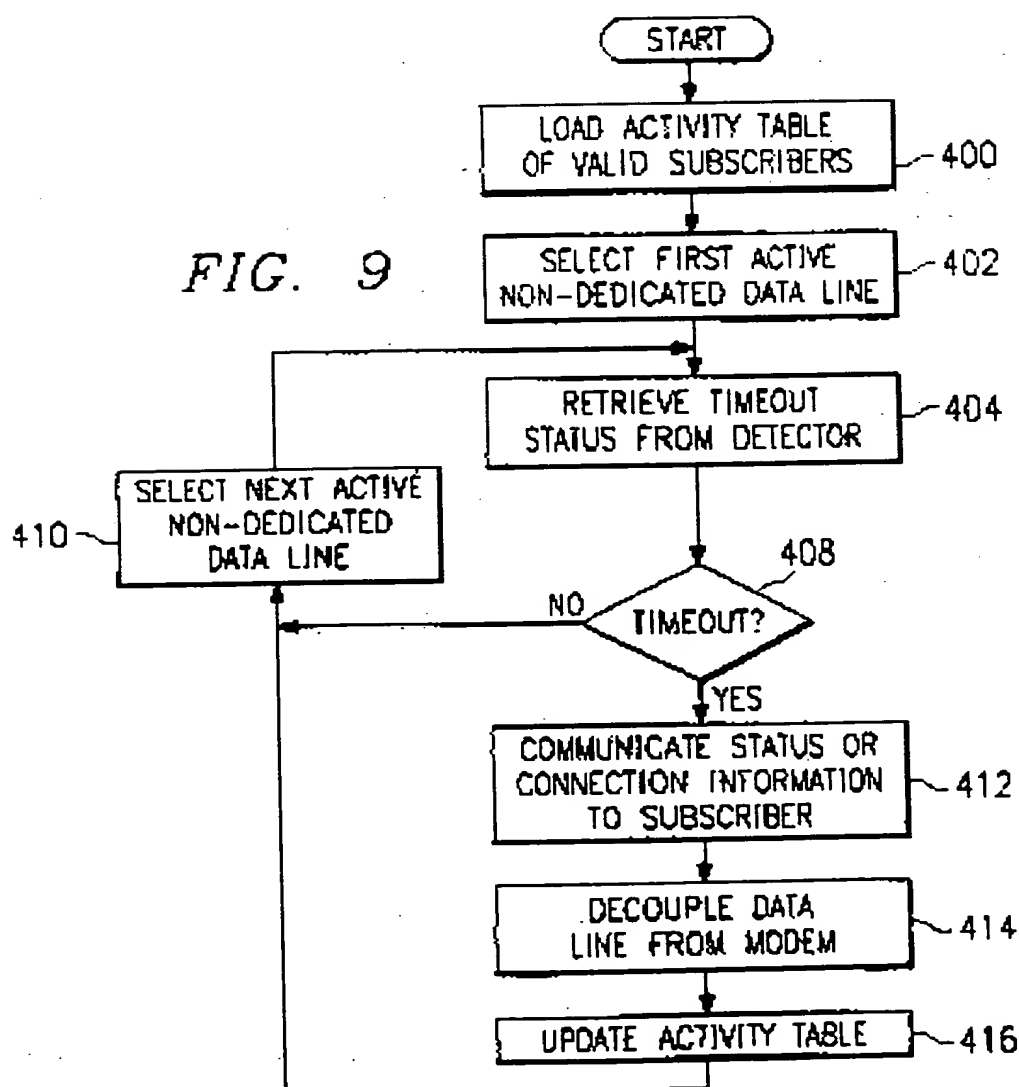 START
LOAD ACTIVITY TABLE
OF VALID SUBSCRIBERS
400
FIG. 9
SELECT FIRST ACTIVE
NON-DEDICATED DATA LINE
402
RETRIEVE TIMEOUT
STATUS FROM DETECTOR
404
SELECT NEXT ACTIVE
NON-DEDICATED
DATA LINE
410
408
NO
TIMEOUT?
YES
COMMUNICATE STATUS OR
CONNECTION INFORMATION
TO SUBSCRIBER
412
DECOUPLE DATA
LINE FROM MODEM
414
UPDATE ACTIVITY TABLE
416